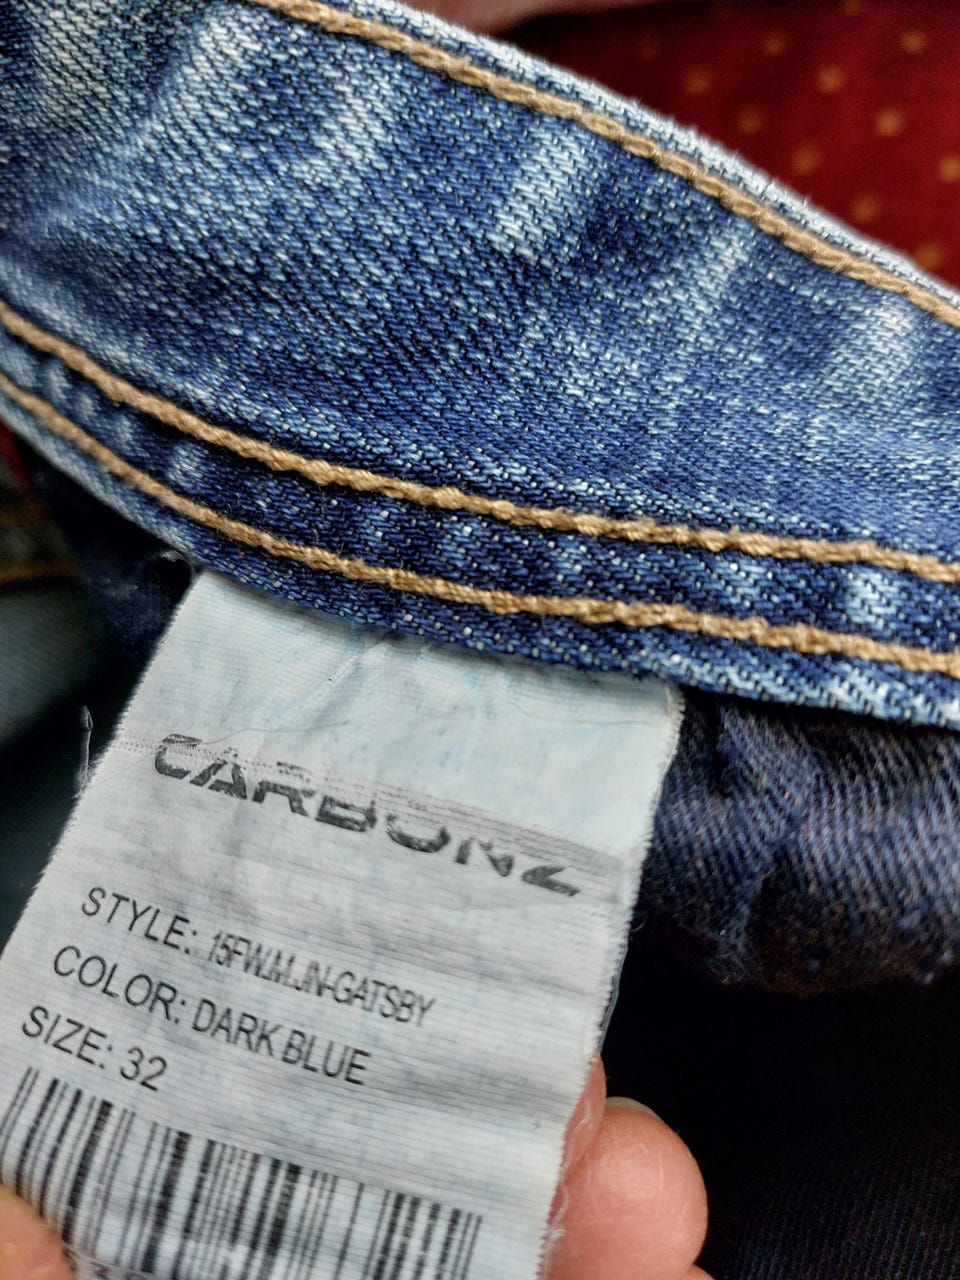 CARBONZ
STYLE: 15FW.M.JN-GATSBY
COLOR: DARK BLUE
SIZE: 32